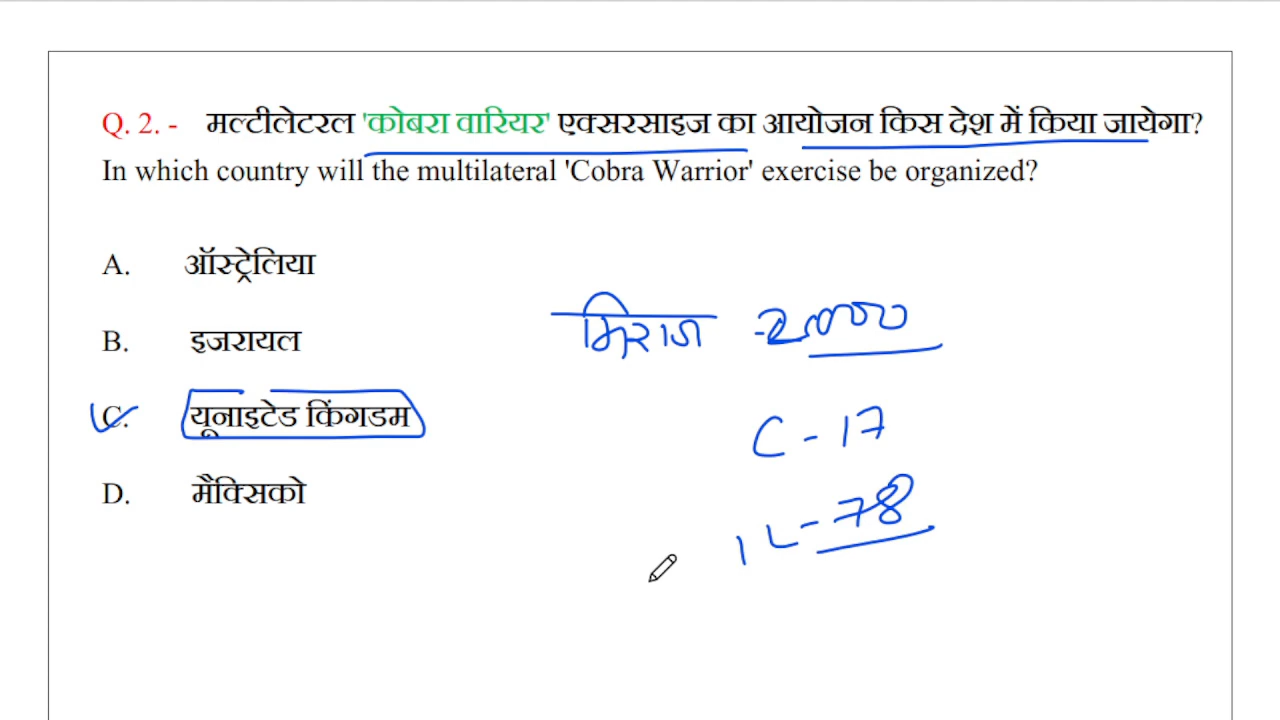 Q. 2. - मल्टीलेटरल 'कोबरा वारियर' एक्सरसाइज का आयोजन किस देश में किया जायेगा?
In which country will the multilateral 'Cobra Warrior' exercise be organized?
A. ऑस्ट्रेलिया
B. इजरायल
C. यूनाइटेड किंगडम
D. मैक्सिको
मिराज - 2000
C - 17
IL - 78